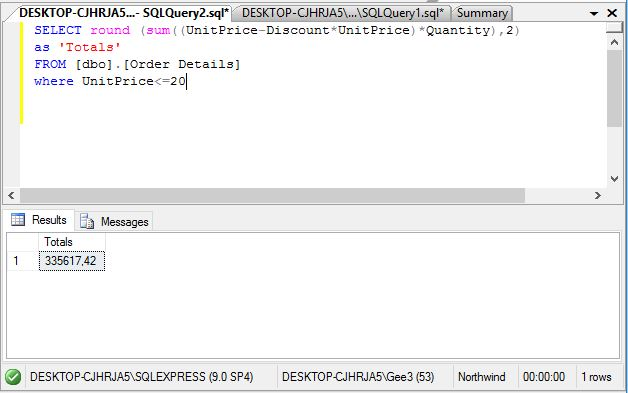 DESKTOP-CJHRJA5...- SQLQuery2.sql* DESKTOP-CJHRJA5\...\SQLQuery1.sql* Summary
SELECT round (sum((UnitPrice-Discount*UnitPrice)*Quantity),2)
as 'Totals'
FROM [dbo].[Order Details]
where UnitPrice<=20
Results Messages
Totals
1 335617,42
DESKTOP-CJHRJA5\SQLEXPRESS (9.0 SP4) DESKTOP-CJHRJA5\Gee3 (53) Northwind 00:00:00 1 rows